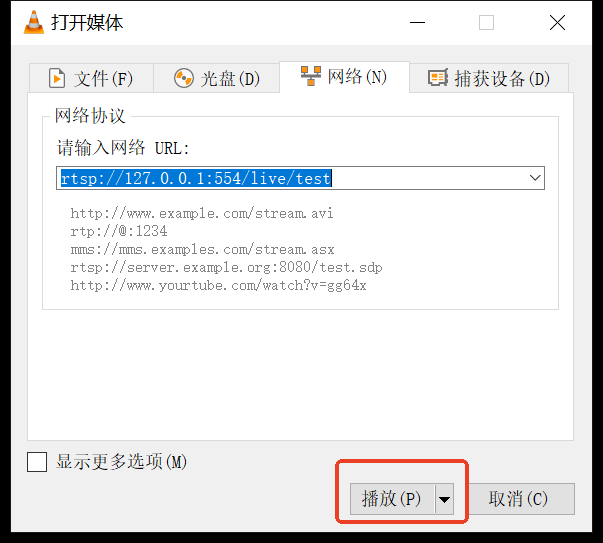 打开媒体
文件(F) 光盘(D) 网络(N) 捕获设备(D)
网络协议
请输入网络 URL:
rtsp://127.0.0.1:554/live/test
http://www.example.com/stream.avi
rtp://@:1234
mms://mms.examples.com/stream.asx
rtsp://server.example.org:8080/test.sdp
http://www.yourtube.com/watch?v=gg64x
显示更多选项(M)
播放(P) 取消(C)